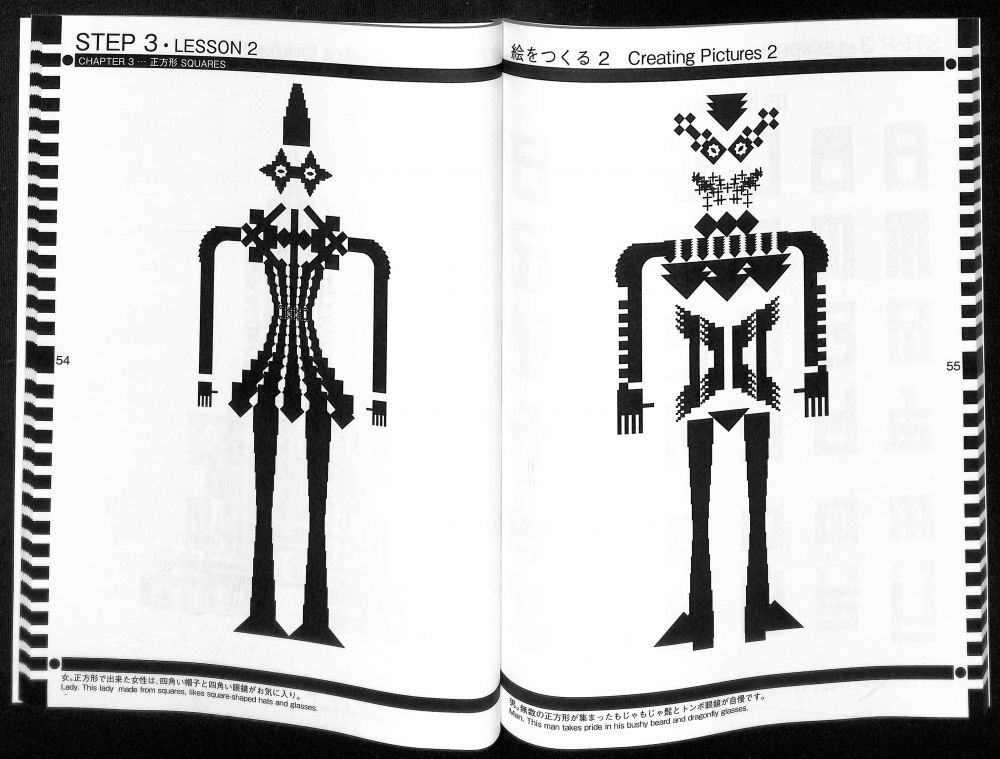 STEP 3・LESSON 2
CHAPTER 3 … 正方形 SQUARES
54
女。正方形で出来た女性は、四角い帽子と四角い眼鏡がお気に入り。
Lady. This lady made from squares, likes square-shaped hats and glasses.
絵をつくる 2 Creating Pictures 2
55
男。無数の正方形が集まったもじゃもじゃ髭とトンボ眼鏡が自慢です。
Man. This man takes pride in his bushy beard and dragonfly glasses.